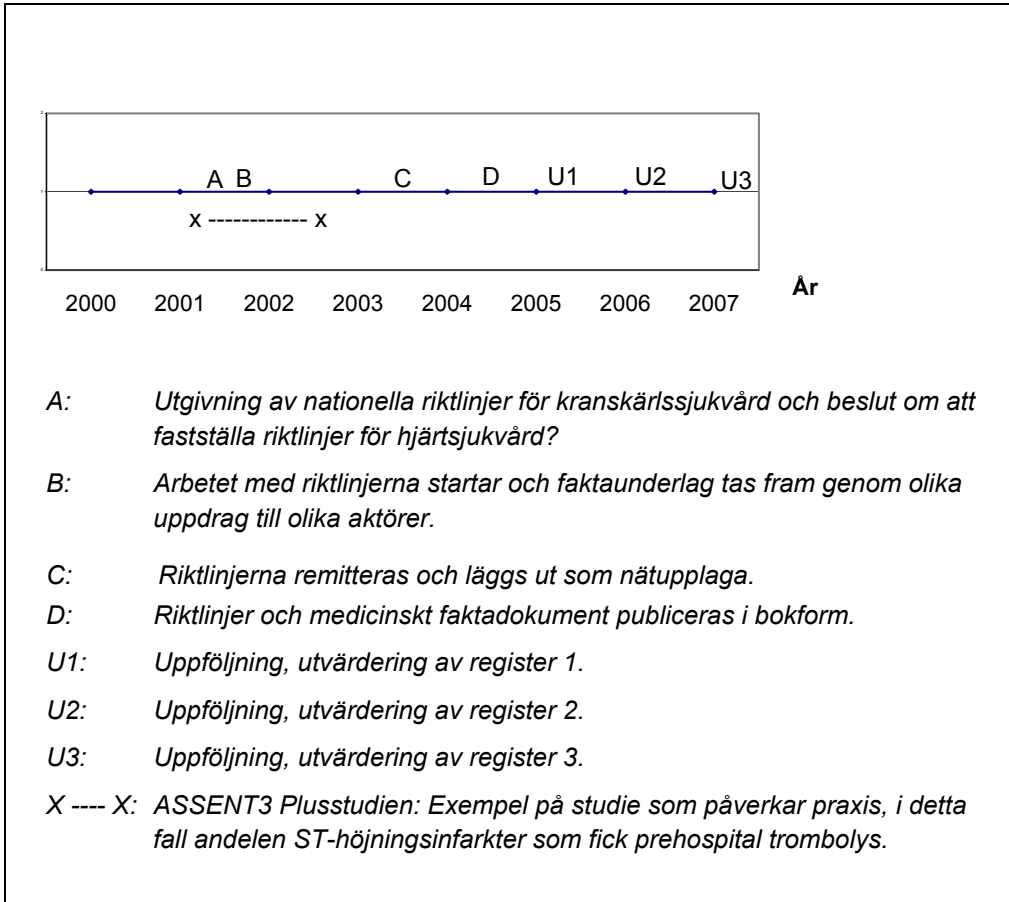 2
A B C D U1 U2 U3
1
x ------------ x
0
År
2000 2001 2002 2003 2004 2005 2006 2007
A: Utgivning av nationella riktlinjer för kranskärlssjukvård och beslut om att
fastställa riktlinjer för hjärtsjukvård?
B: Arbetet med riktlinjerna startar och faktaunderlag tas fram genom olika
uppdrag till olika aktörer.
C: Riktlinjerna remitteras och läggs ut som nätupplaga.
D: Riktlinjer och medicinskt faktadokument publiceras i bokform.
U1: Uppföljning, utvärdering av register 1.
U2: Uppföljning, utvärdering av register 2.
U3: Uppföljning, utvärdering av register 3.
X ---- X: ASSENT3 Plusstudien: Exempel på studie som påverkar praxis, i detta
fall andelen ST-höjningsinfarkter som fick prehospital trombolys.